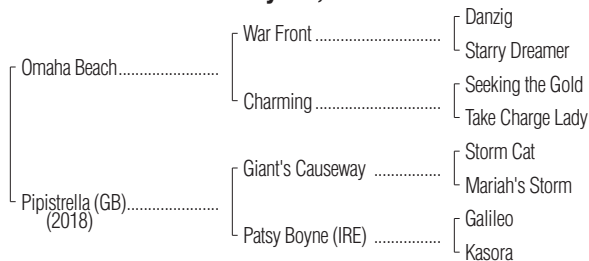 Danzig
War Front
Starry Dreamer
Omaha Beach
Seeking the Gold
Charming
Take Charge Lady
Storm Cat
Giant's Causeway
Mariah's Storm
Pipistrella (GB)
(2018)
Galileo
Patsy Boyne (IRE)
Kasora